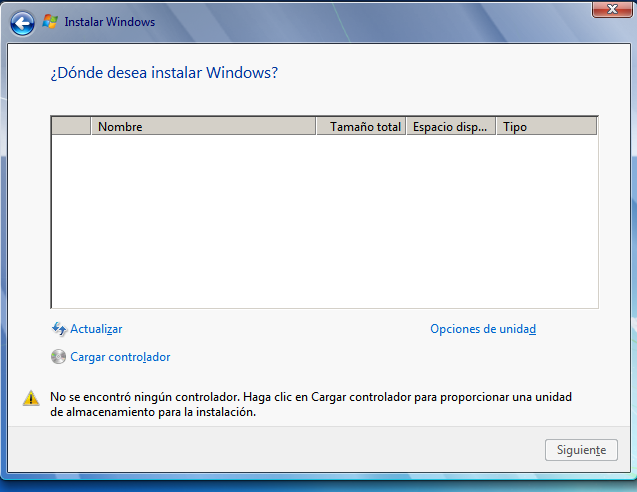 Instalar Windows
¿Dónde desea instalar Windows?
Nombre Tamaño total Espacio disp... Tipo
Actualizar Opciones de unidad
Cargar controlador
No se encontró ningún controlador. Haga clic en Cargar controlador para proporcionar una unidad
de almacenamiento para la instalación.
Siguiente